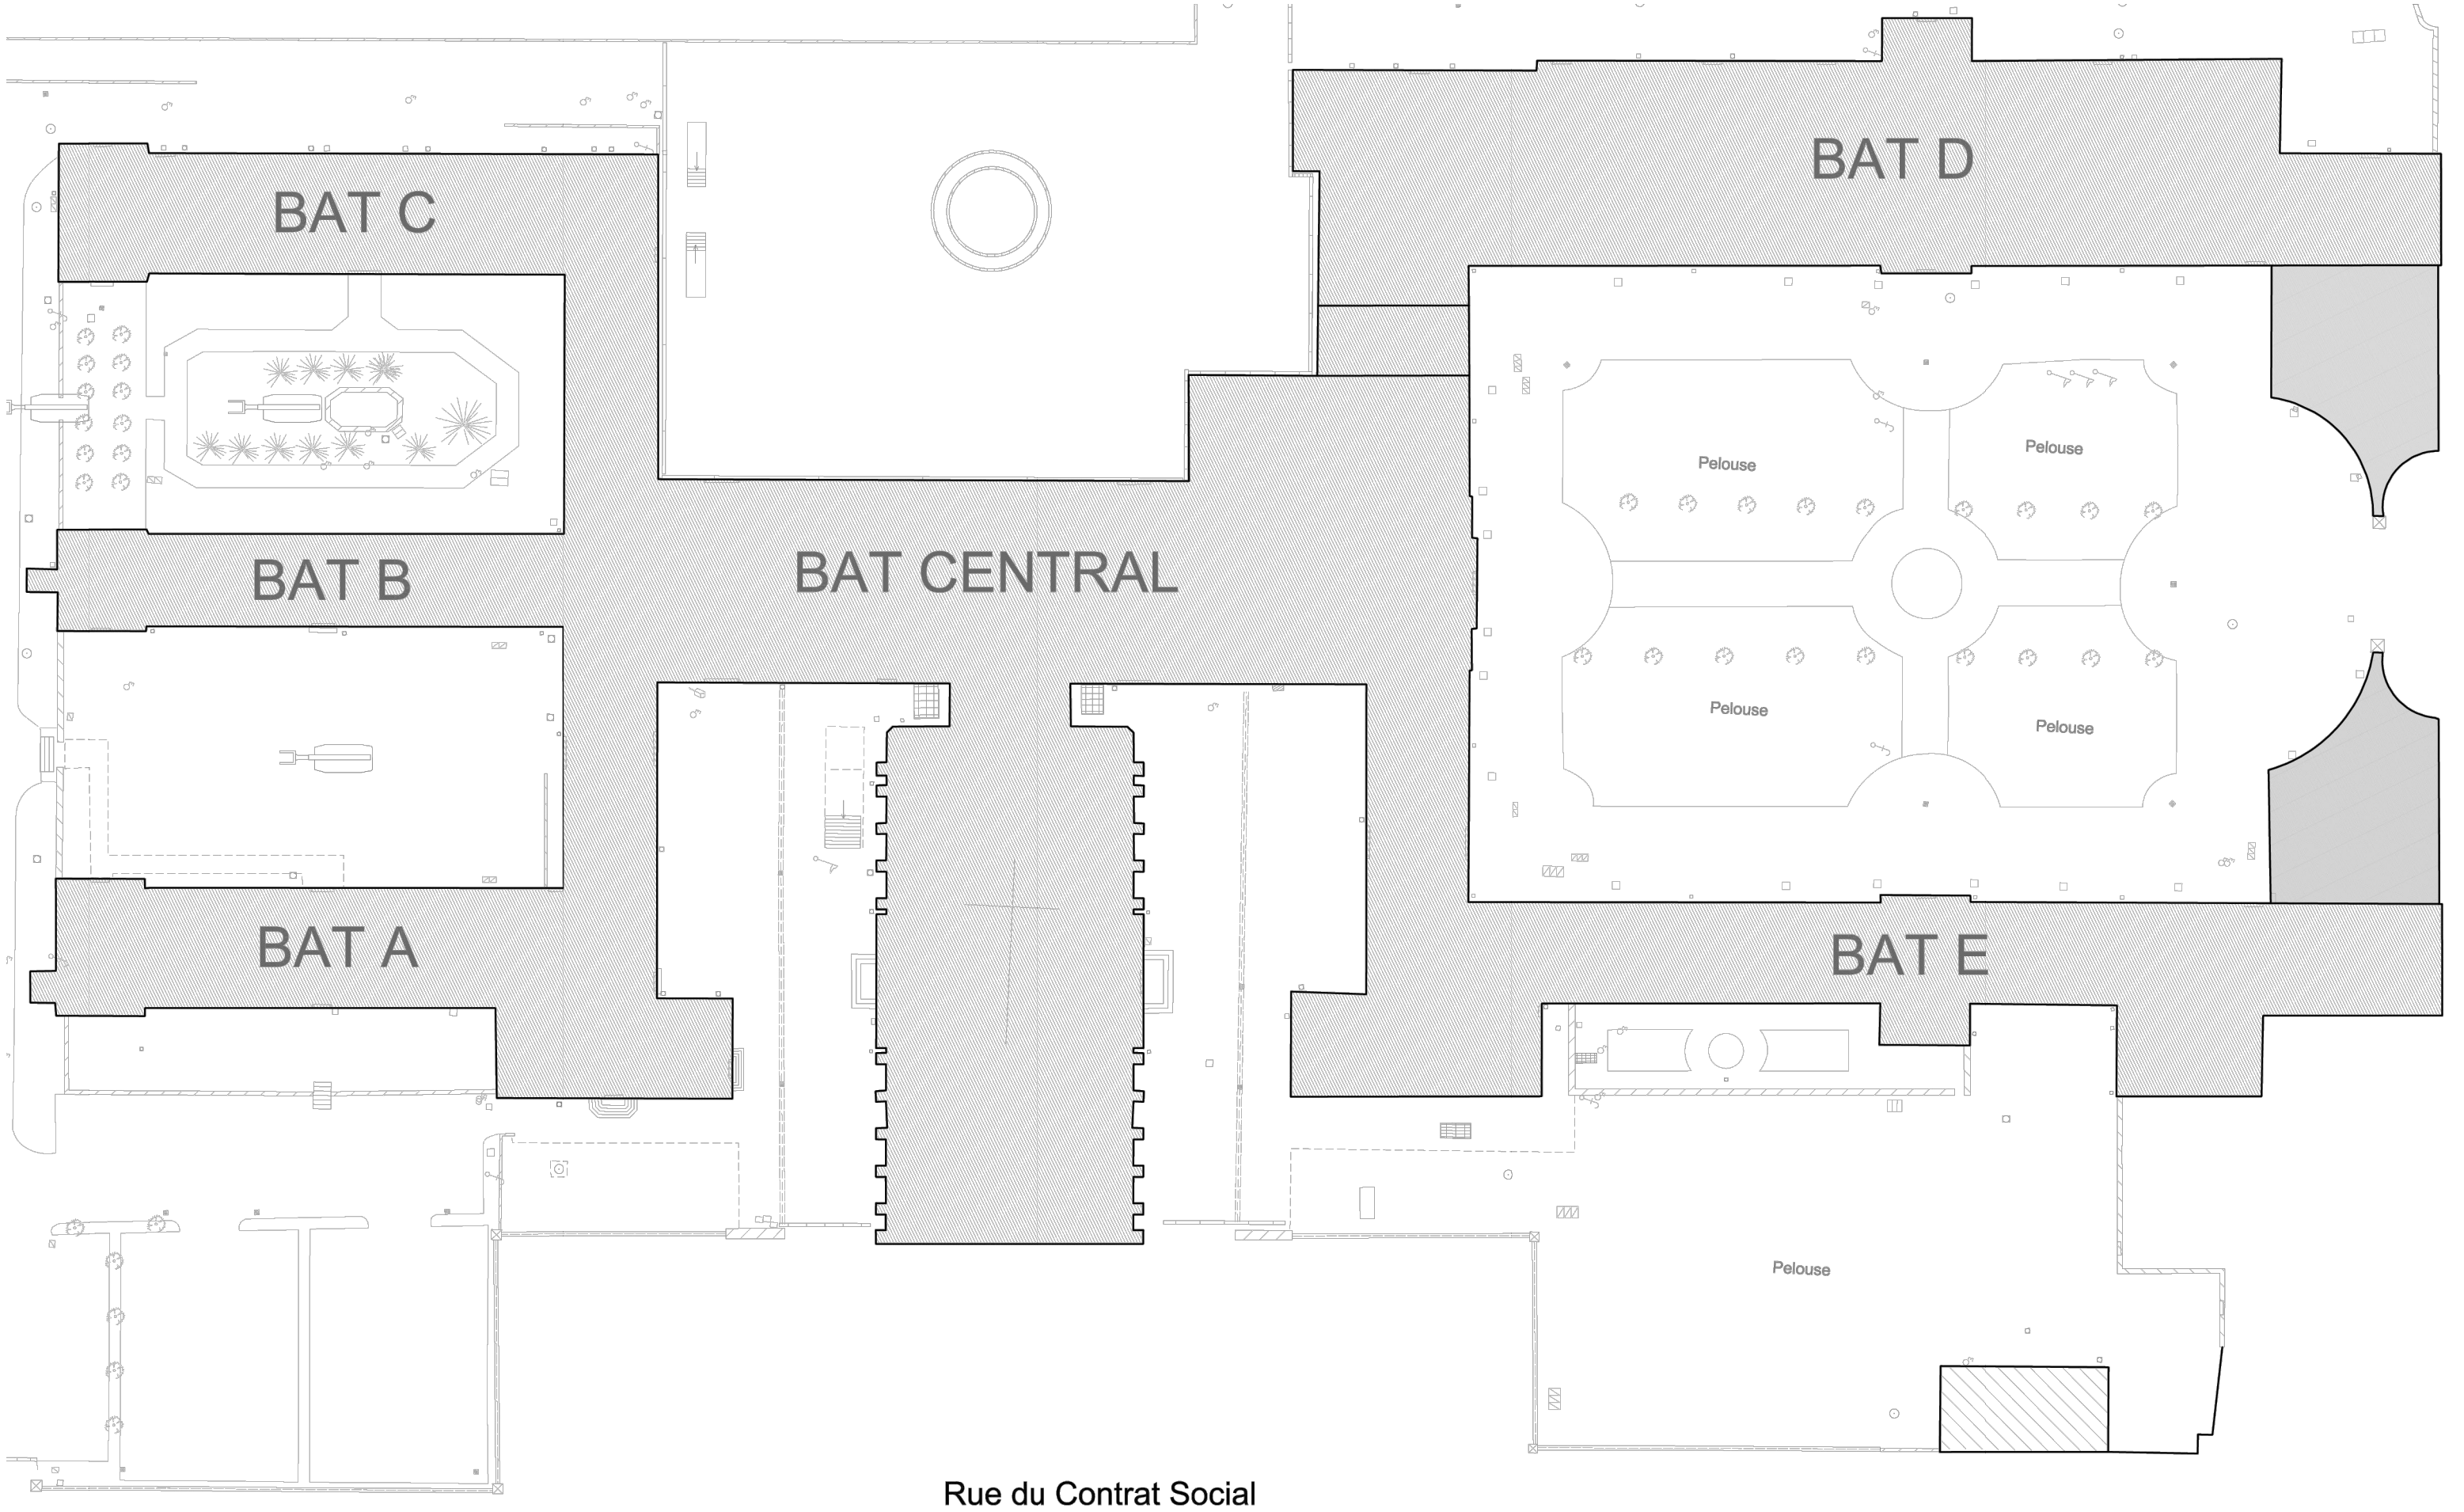 BAT D
BAT C
Pelouse
Pelouse
BAT CENTRAL
BAT B
Pelouse
Pelouse
BAT A
BAT E
Pelouse
Rue du Contrat Social